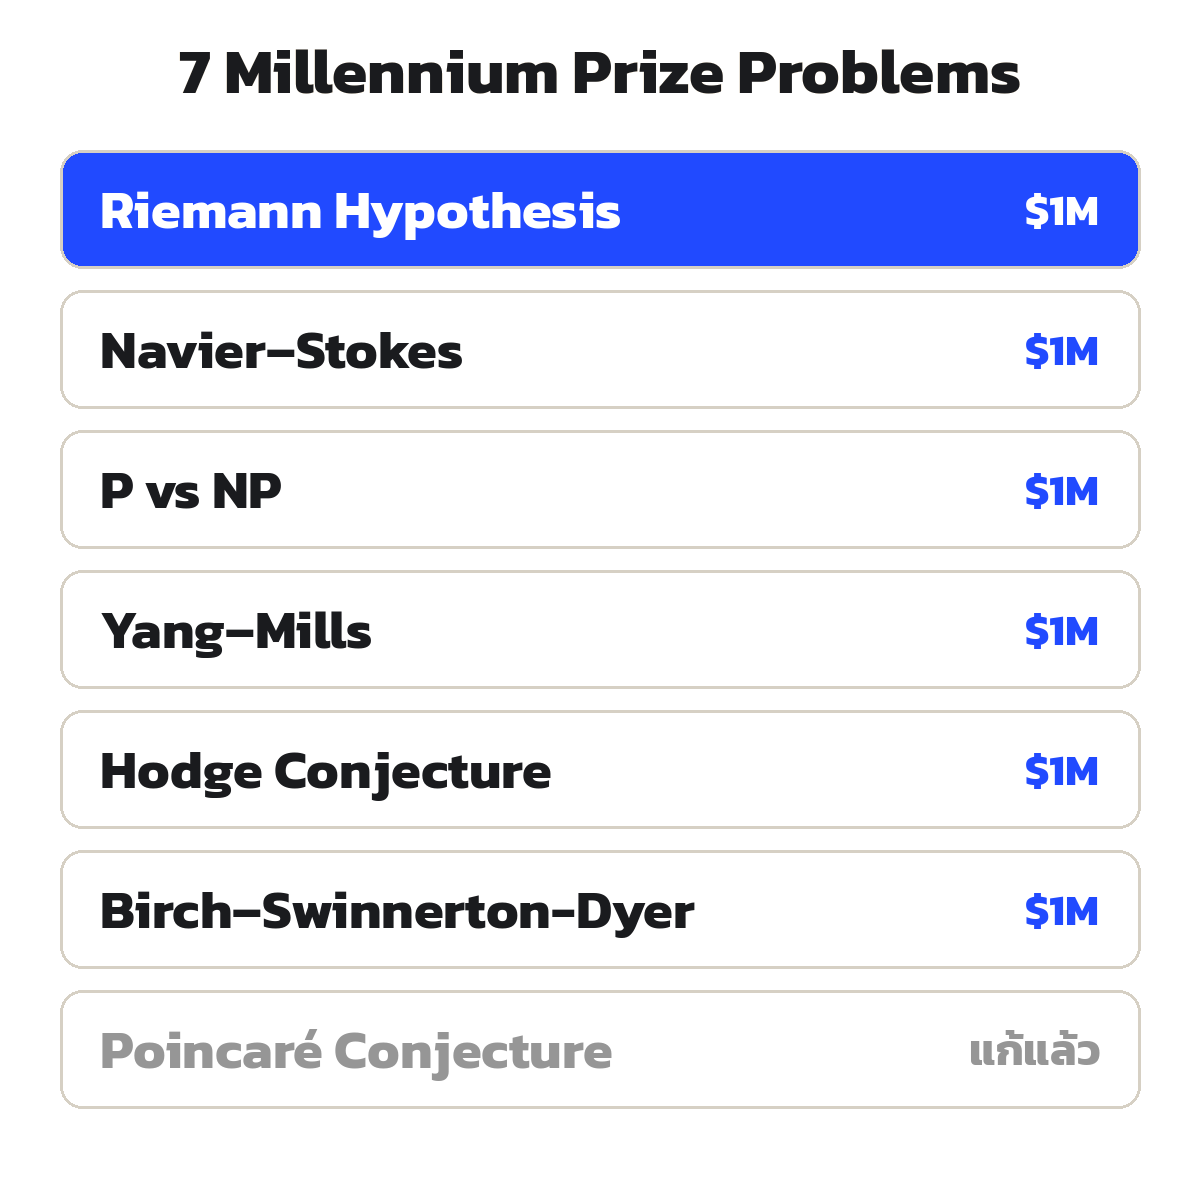 7 Millennium Prize Problems
Riemann Hypothesis $1M
Navier–Stokes $1M
P vs NP $1M
Yang–Mills $1M
Hodge Conjecture $1M
Birch–Swinnerton-Dyer $1M
Poincaré Conjecture แก้แล้ว